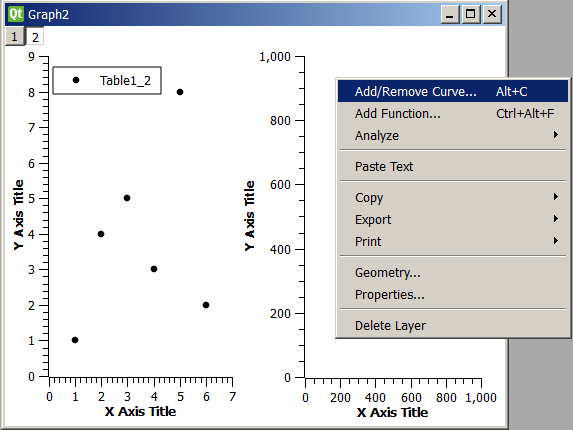 Qt Graph2
1 2
9
8
7
6
5
4
3
2
1
0
Table1_2
Y Axis Title
0 1 2 3 4 5 6 7
X Axis Title
1,000
800
600
400
200
0
Y Axis Title
0 200 400 600 800 1,000
X Axis Title
Add/Remove Curve... Alt+C
Add Function... Ctrl+Alt+F
Analyze
Paste Text
Copy
Export
Print
Geometry...
Properties...
Delete Layer